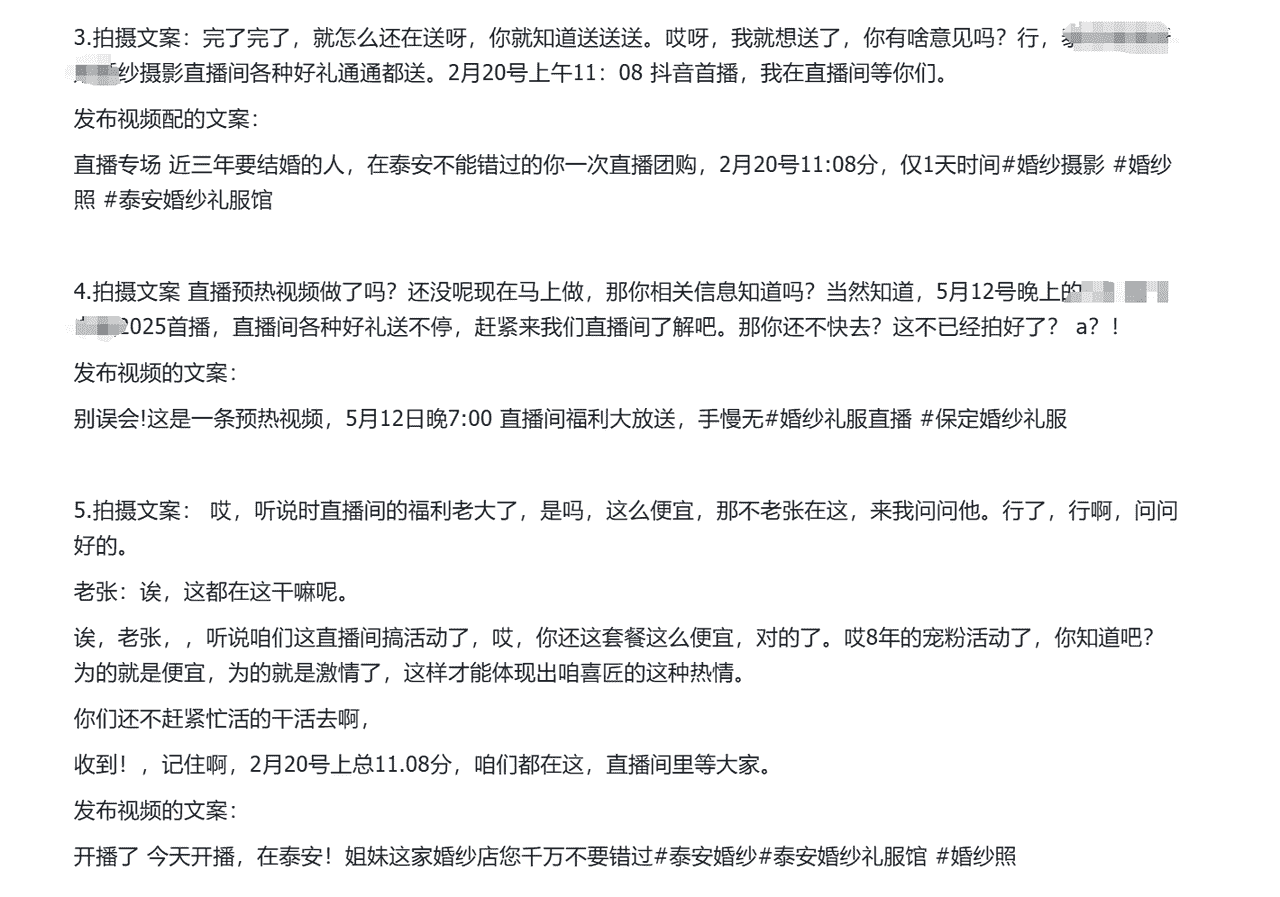 3.拍摄文案：完了完了，就怎么还在送呀，你就知道送送送。哎呀，我就想送了，你有啥意见吗？行，
纱摄影直播间各种好礼通通都送。2月20号上午11：08 抖音首播，我在直播间等你们。
发布视频配的文案：
直播专场 近三年要结婚的人，在泰安不能错过的你一次直播团购，2月20号11:08分，仅1天时间#婚纱摄影 #婚纱
照 #泰安婚纱礼服馆
4.拍摄文案 直播预热视频做了吗？还没呢现在马上做，那你相关信息知道吗？当然知道，5月12号晚上的
2025首播，直播间各种好礼送不停，赶紧来我们直播间了解吧。那你还不快去？这不已经拍好了？ a？！
发布视频的文案：
别误会!这是一条预热视频，5月12日晚7:00 直播间福利大放送，手慢无#婚纱礼服直播 #保定婚纱礼服
5.拍摄文案： 哎，听说时直播间的福利老大了，是吗，这么便宜，那不老张在这，来我问问他。行了，行啊，问问
好的。
老张：诶，这都在这干嘛呢。
诶，老张，，听说咱们这直播间搞活动了，哎，你还这套餐这么便宜，对的了。哎8年的宠粉活动了，你知道吧？
为的就是便宜，为的就是激情了，这样才能体现出咱喜匠的这种热情。
你们还不赶紧忙活的干活去啊，
收到！，记住啊，2月20号上总11.08分，咱们都在这，直播间里等大家。
发布视频的文案：
开播了 今天开播，在泰安！姐妹这家婚纱店您千万不要错过#泰安婚纱#泰安婚纱礼服馆 #婚纱照